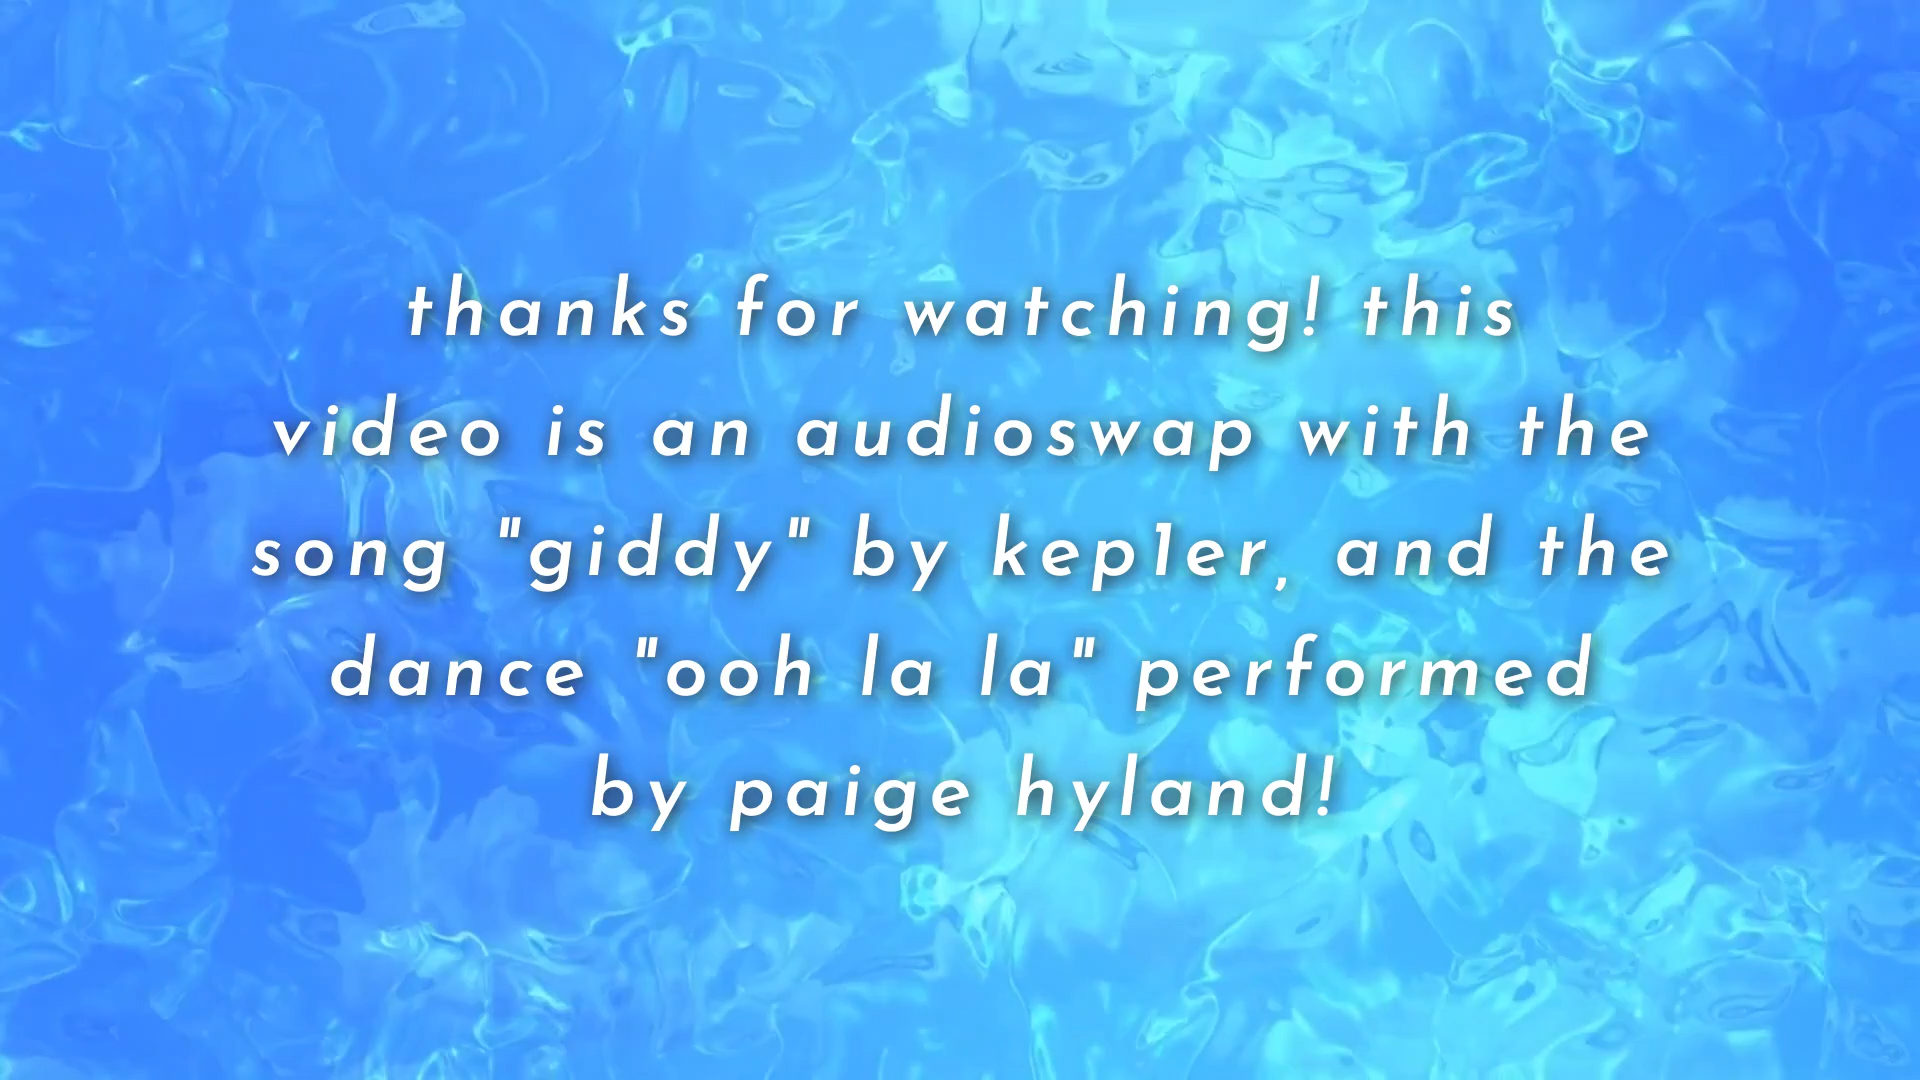 thanks for watching! this
video is an audioswap with the
song "giddy" by kep1er, and the
dance "ooh la la" performed
by paige hyland!